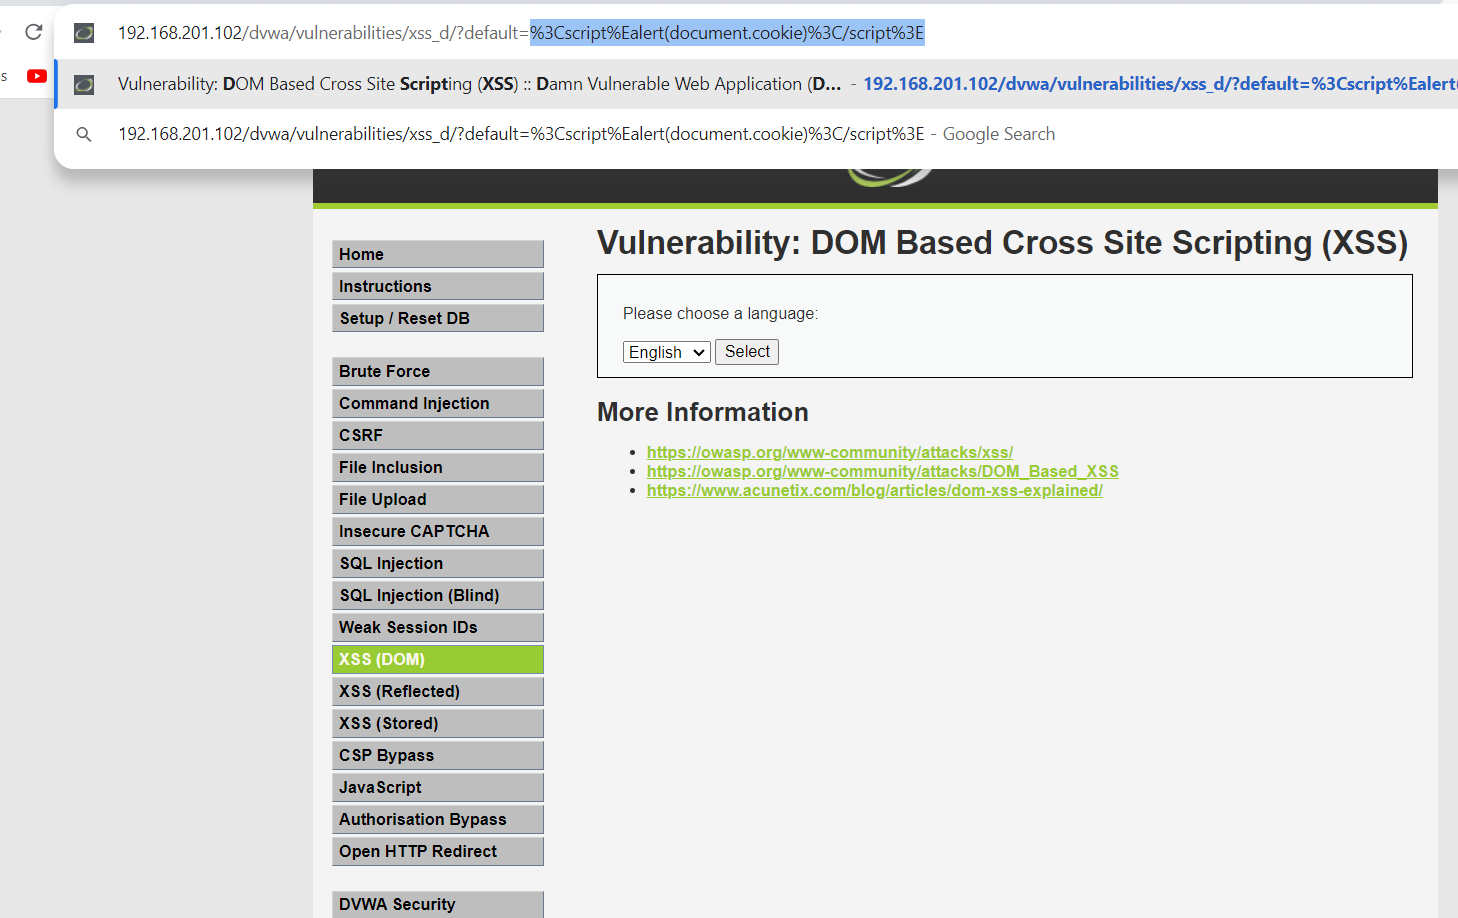 192.168.201.102/dvwa/vulnerabilities/xss_d/?default=%3Cscript%Ealert(document.cookie)%3C/script%3E
s
Vulnerability: DOM Based Cross Site Scripting (XSS) :: Damn Vulnerable Web Application (D... - 192.168.201.102/dvwa/vulnerabilities/xss_d/?default=%3Cscript%Ealert(
192.168.201.102/dvwa/vulnerabilities/xss_d/?default=%3Cscript%Ealert(document.cookie)%3C/script%3E - Google Search
Home
Instructions
Setup / Reset DB
Brute Force
Command Injection
CSRF
File Inclusion
File Upload
Insecure CAPTCHA
SQL Injection
SQL Injection (Blind)
Weak Session IDs
XSS (DOM)
XSS (Reflected)
XSS (Stored)
CSP Bypass
JavaScript
Authorisation Bypass
Open HTTP Redirect
DVWA Security
Vulnerability: DOM Based Cross Site Scripting (XSS)
Please choose a language:
English Select
More Information
• https://owasp.org/www-community/attacks/xss/
• https://owasp.org/www-community/attacks/DOM_Based_XSS
• https://www.acunetix.com/blog/articles/dom-xss-explained/